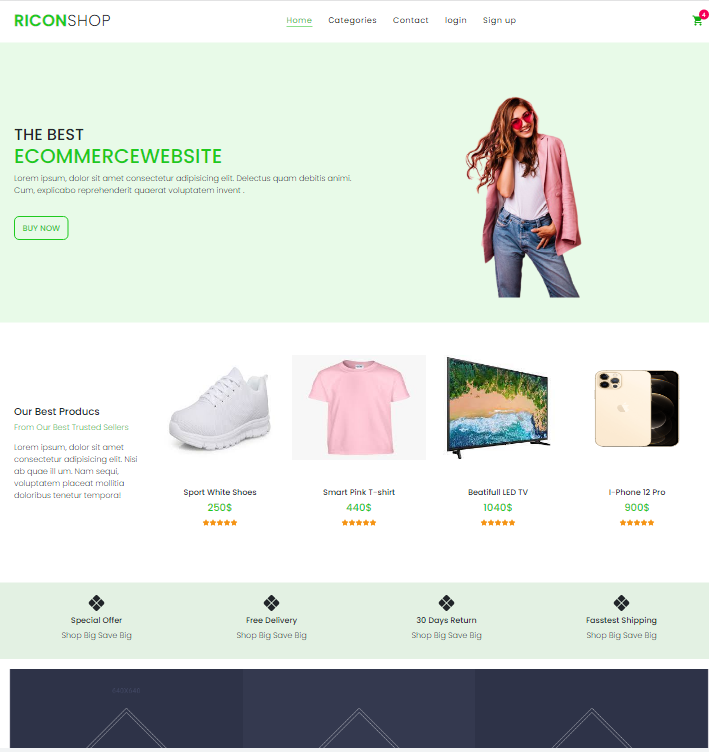 RICONSHOP
Home Categories Contact login Sign up
4
THE BEST
ECOMMERCEWEBSITE
Lorem ipsum, dolor sit amet consectetur adipisicing elit. Delectus quam debitis animi.
Cum, explicabo reprehenderit quaerat voluptatem invent .
BUY NOW
Our Best Producs
From Our Best Trusted Sellers
Lorem ipsum, dolor sit amet
consectetur adipisicing elit. Nisi
ab quae ill um. Nam sequi,
voluptatem placeat mollitia
doloribus tenetur tempora!
Sport White Shoes
250$
Smart Pink T-shirt
440$
Beatifull LED TV
1040$
I-Phone 12 Pro
900$
Special Offer
Shop Big Save Big
Free Delivery
Shop Big Save Big
30 Days Return
Shop Big Save Big
Fasstest Shipping
Shop Big Save Big